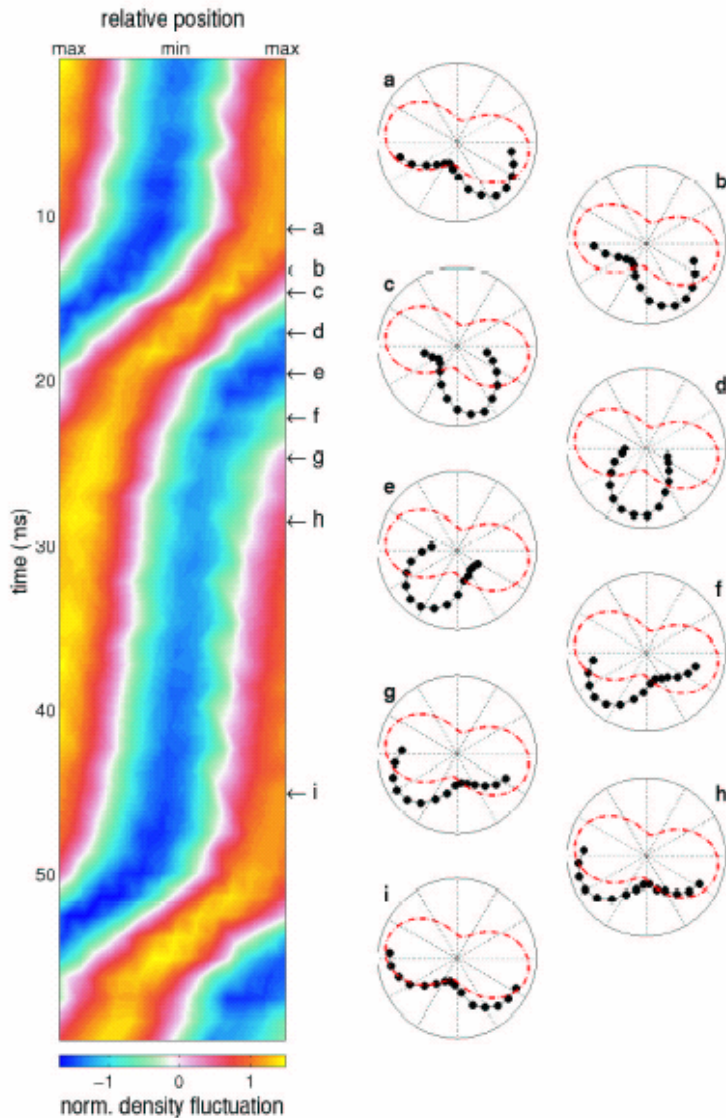 relative position
max min max
a
b
10
a
b
c
c
d
d
20
e
f
g
e
h
30
f
time (ms)
g
40
h
i
50
i
−1 0 1
norm. density fluctuation